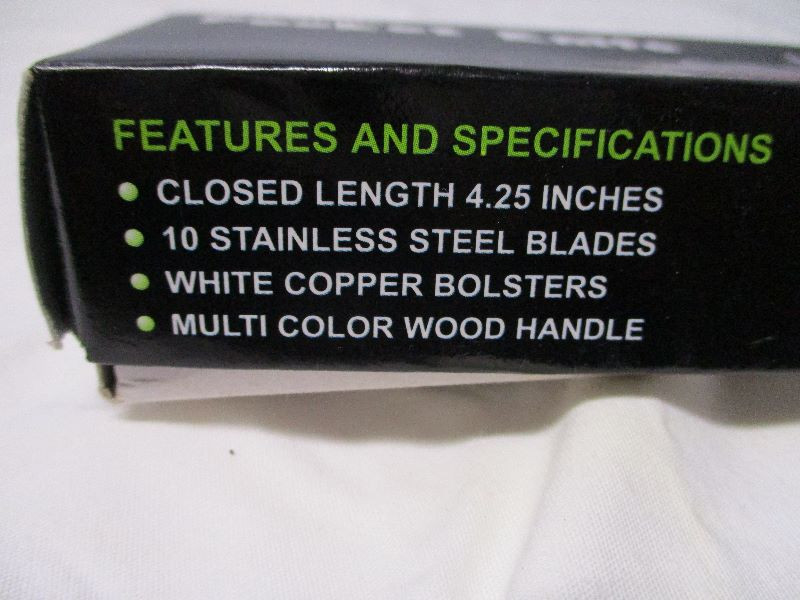 FEATURES AND SPECIFICATIONS
CLOSED LENGTH 4.25 INCHES
10 STAINLESS STEEL BLADES
WHITE COPPER BOLSTERS
MULTI COLOR WOOD HANDLE